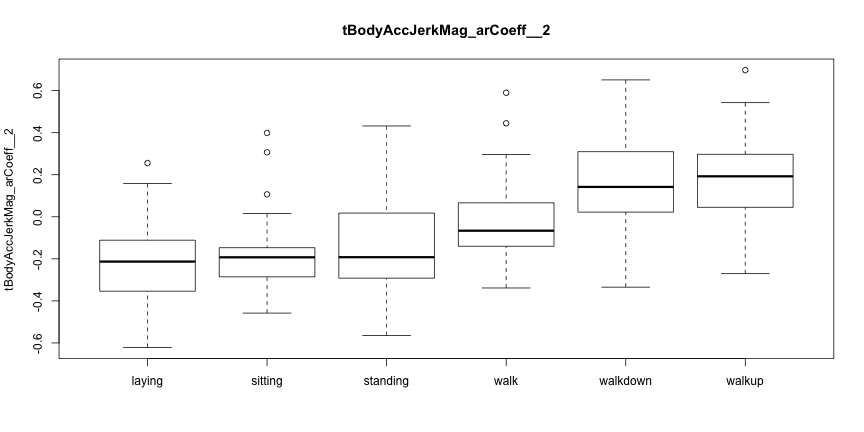 tBodyAccJerkMag_arCoeff__2
tBodyAccJerkMag_arCoeff__2
0.6
0.4
0.2
0.0
-0.2
-0.4
-0.6
laying sitting standing walk walkdown walkup